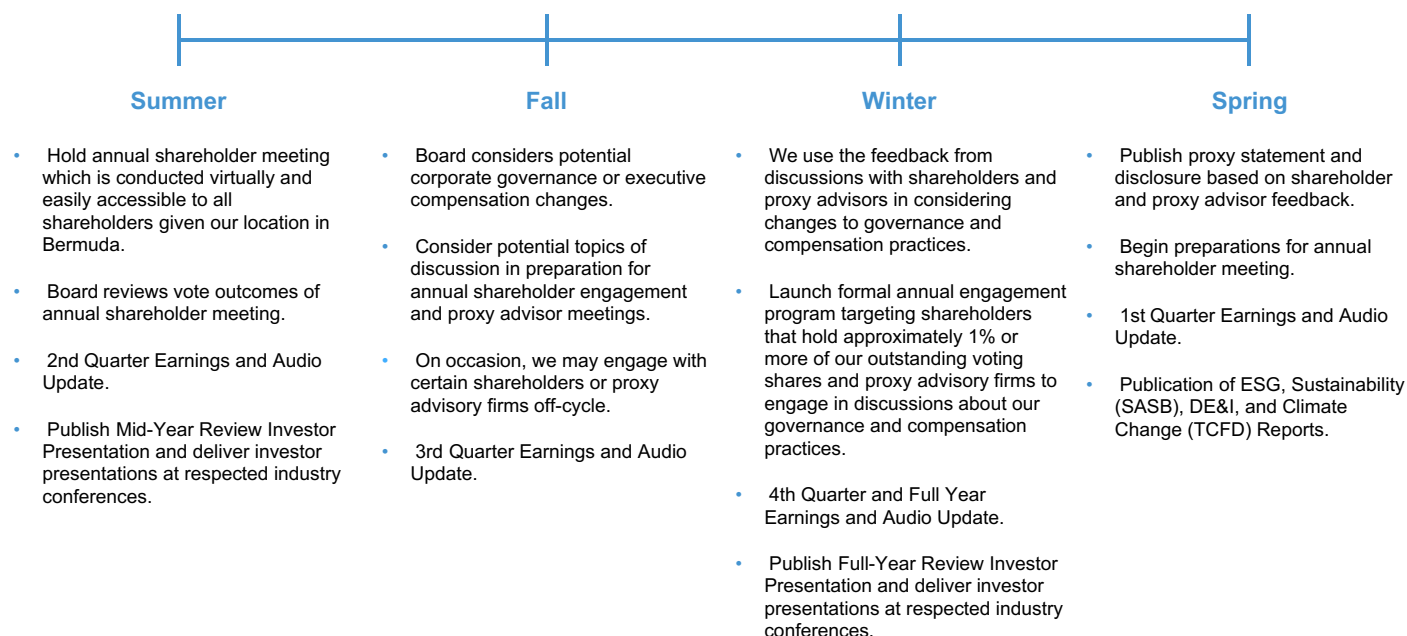 Summer
• Hold annual shareholder meeting
which is conducted virtually and
easily accessible to all
shareholders given our location in
Bermuda.
• Board reviews vote outcomes of
annual shareholder meeting.
• 2nd Quarter Earnings and Audio
Update.
• Publish Mid-Year Review Investor
Presentation and deliver investor
presentations at respected industry
conferences.
Fall
• Board considers potential
corporate governance or executive
compensation changes.
• Consider potential topics of
discussion in preparation for
annual shareholder engagement
and proxy advisor meetings.
• On occasion, we may engage with
certain shareholders or proxy
advisory firms off-cycle.
• 3rd Quarter Earnings and Audio
Update.
Winter
• We use the feedback from
discussions with shareholders and
proxy advisors in considering
changes to governance and
compensation practices.
• Launch formal annual engagement
program targeting shareholders
that hold approximately 1% or
more of our outstanding voting
shares and proxy advisory firms to
engage in discussions about our
governance and compensation
practices.
• 4th Quarter and Full Year
Earnings and Audio Update.
• Publish Full-Year Review Investor
Presentation and deliver investor
presentations at respected industry
conferences.
Spring
• Publish proxy statement and
disclosure based on shareholder
and proxy advisor feedback.
• Begin preparations for annual
shareholder meeting.
• 1st Quarter Earnings and Audio
Update.
• Publication of ESG, Sustainability
(SASB), DE&I, and Climate
Change (TCFD) Reports.